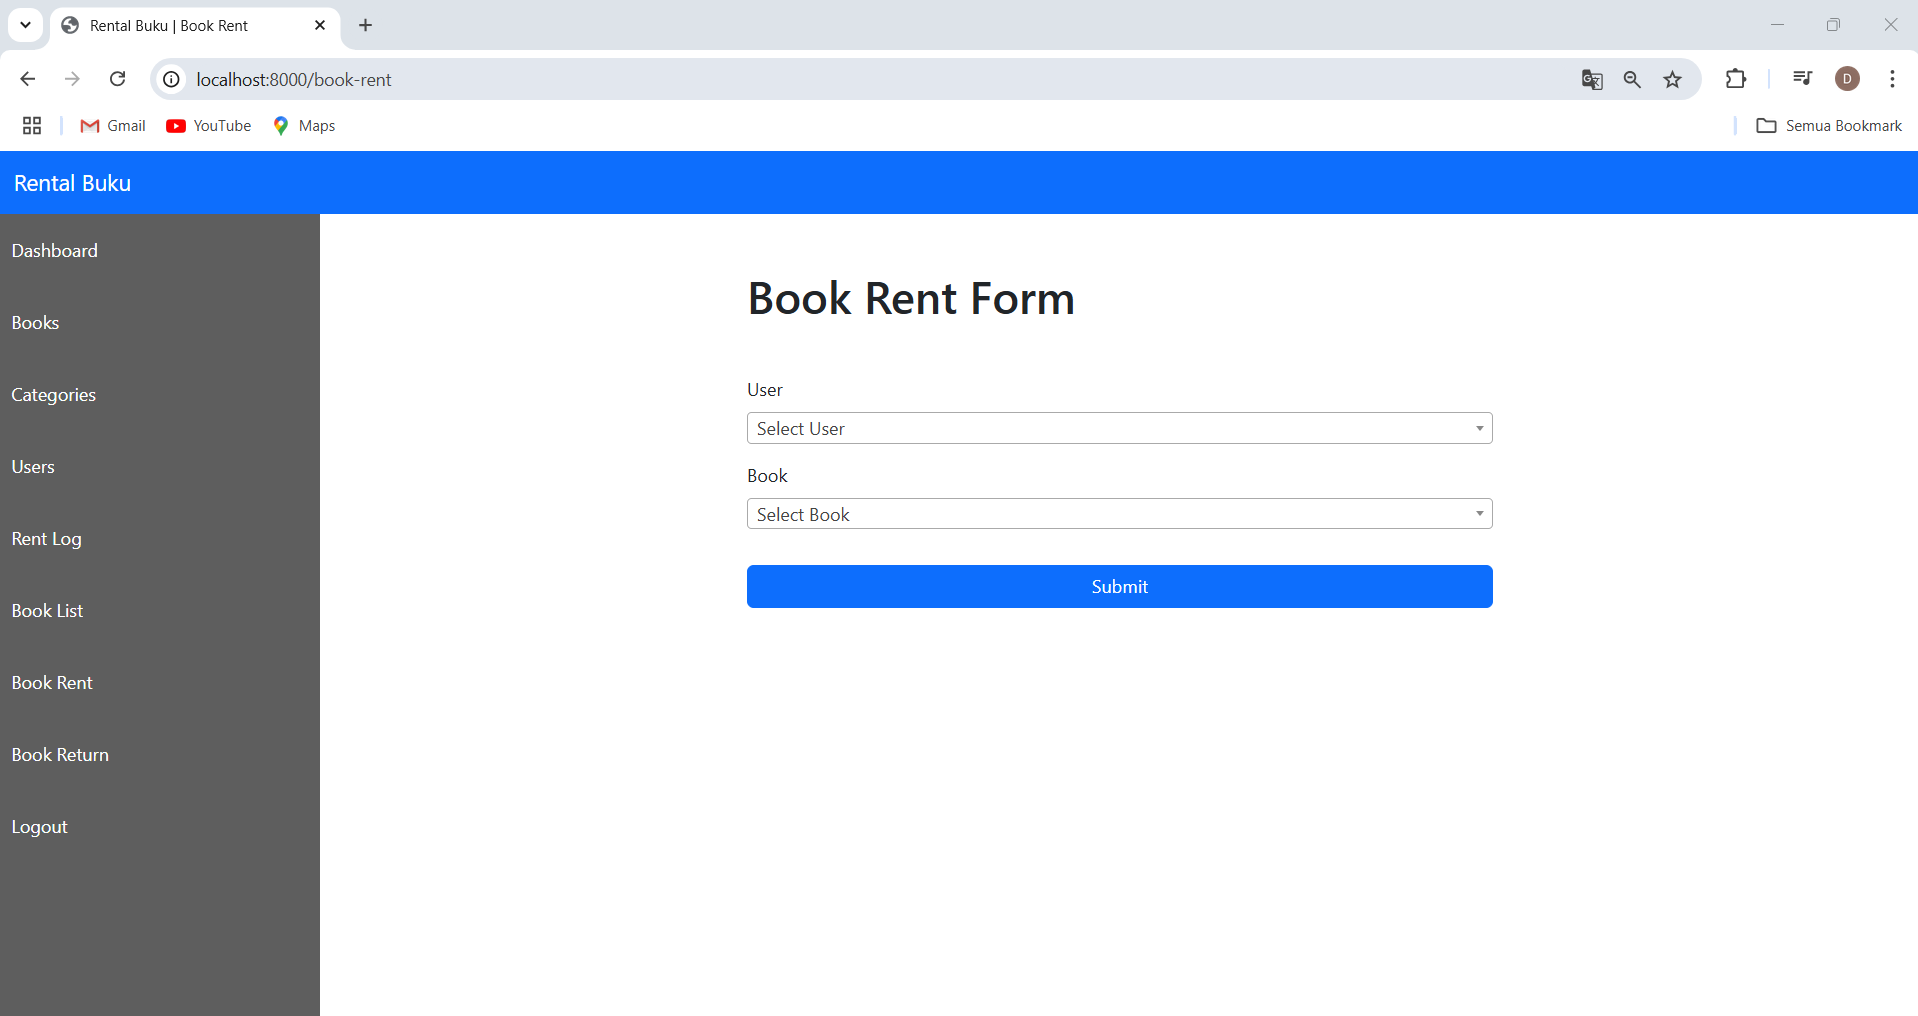 Rental Buku | Book Rent
localhost:8000/book-rent
D
Gmail
YouTube
Maps
Semua Bookmark
Rental Buku
Dashboard
Books
Categories
Users
Rent Log
Book List
Book Rent
Book Return
Logout
Book Rent Form
User
Select User
Book
Select Book
Submit